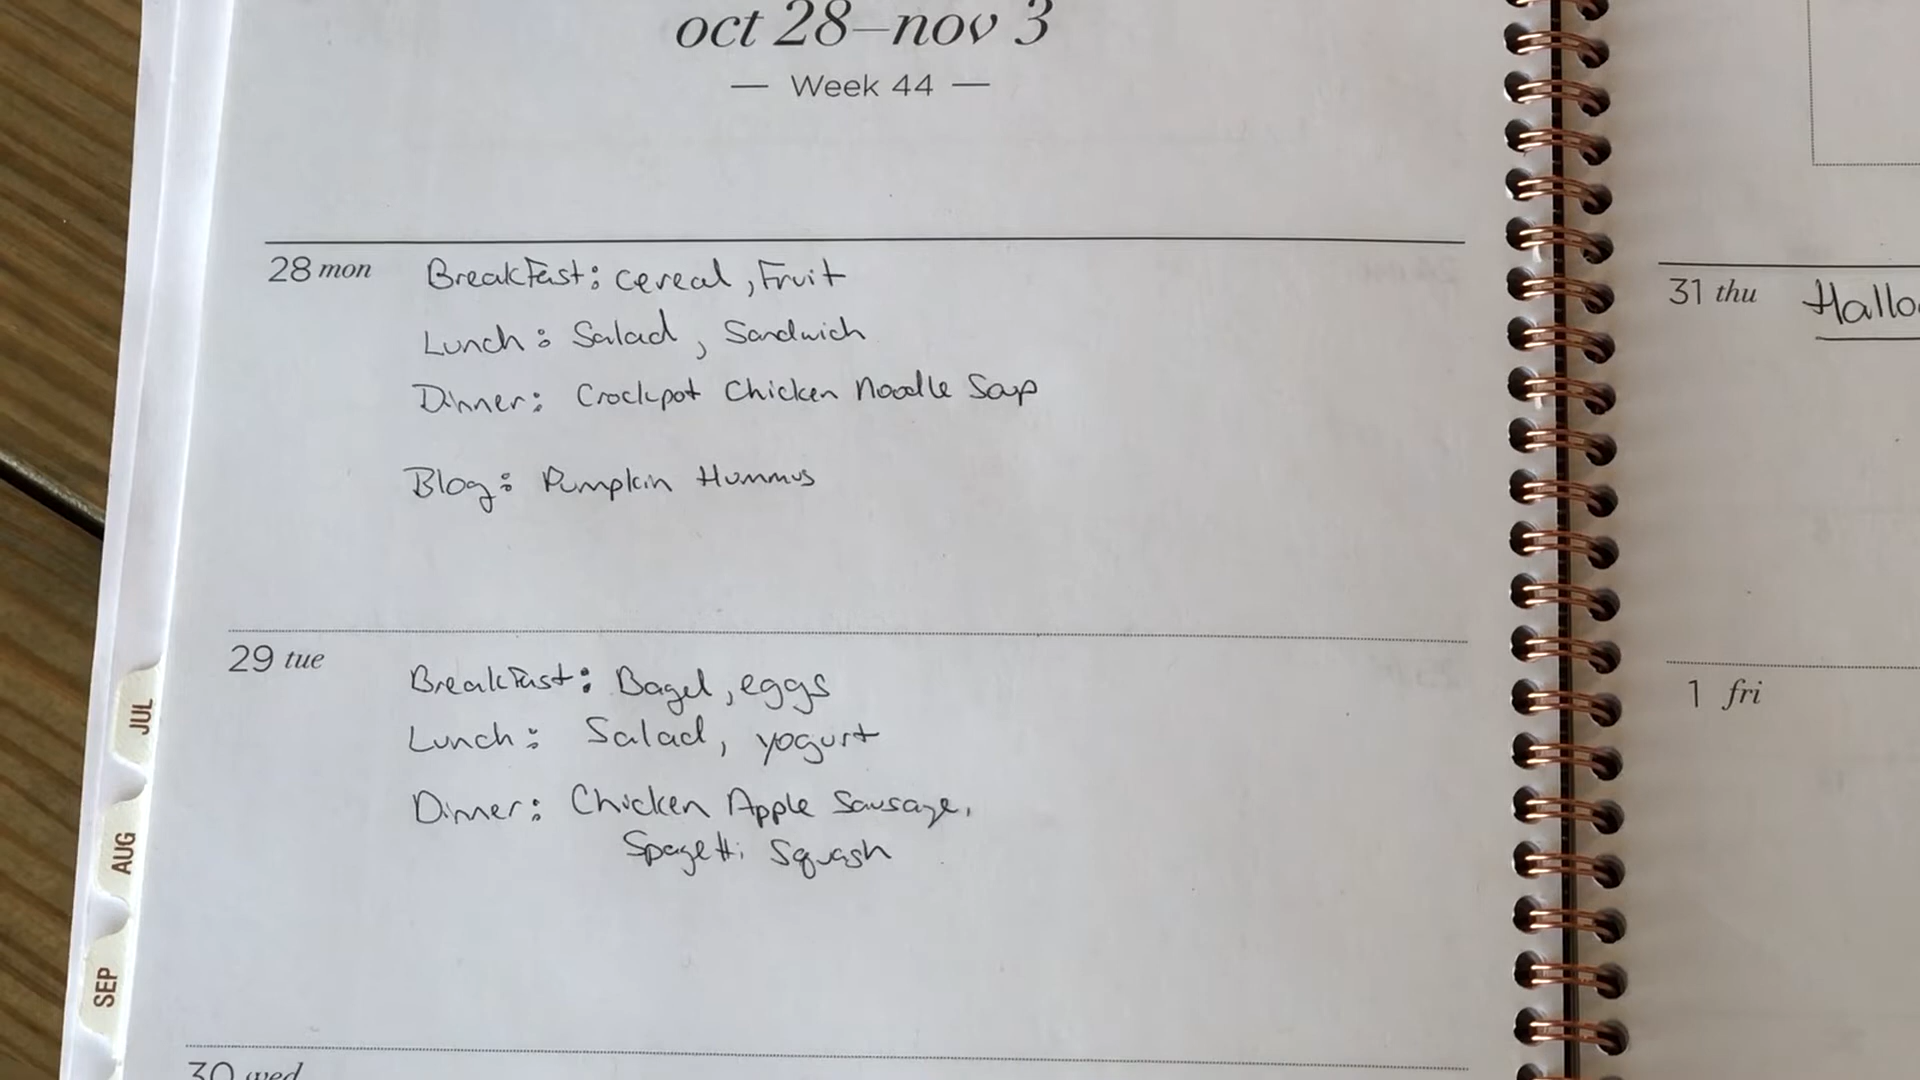 oct 28–nov 3
— Week 44 —
28 mon
Breakfast: cereal, Fruit
Lunch: Salad, Sandwich
Dinner: Crockpot Chicken Noodle Soup
Blog: Pumpkin Hummus
29 tue
Breakfast: Bagel, eggs
Lunch: Salad, yogurt
Dinner: Chicken Apple Sausage,
Spagetti Squash
30 wed
31 thu
1 fri
JUL
AUG
SEP